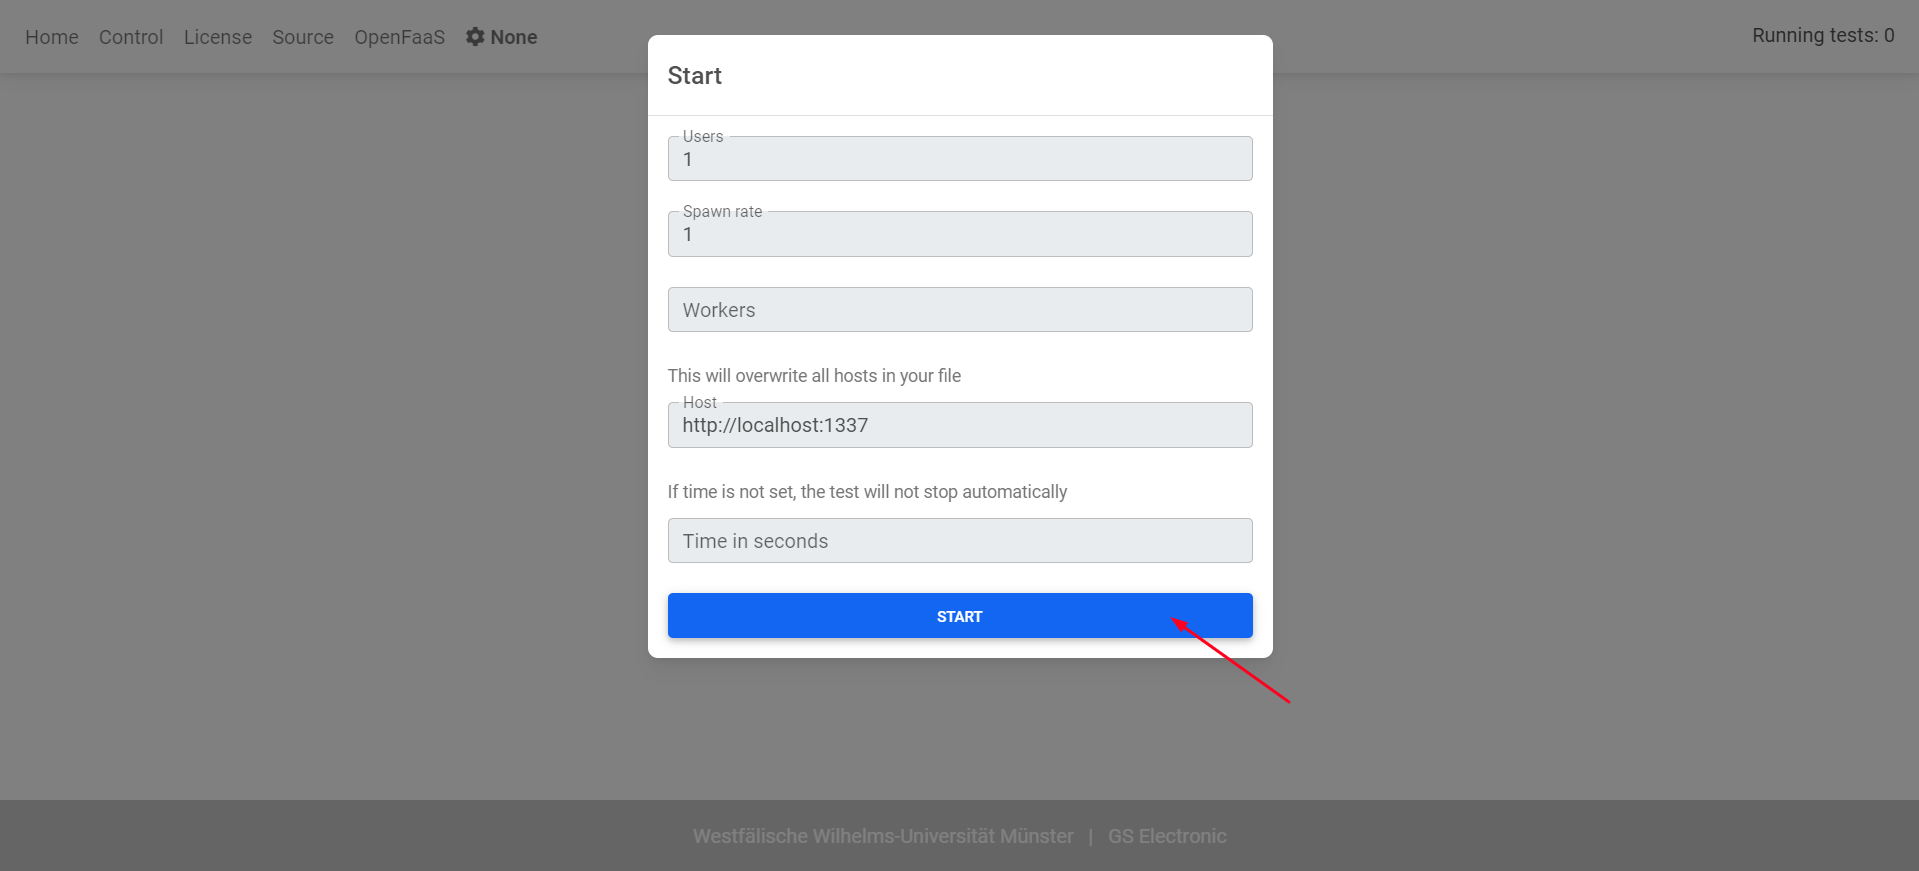 Home Control License Source OpenFaaS None
Running tests: 0
Start
Users
1
Spawn rate
1
Workers
This will overwrite all hosts in your file
Host
http://localhost:1337
If time is not set, the test will not stop automatically
Time in seconds
START
Westfälische Wilhelms-Universität Münster | GS Electronic